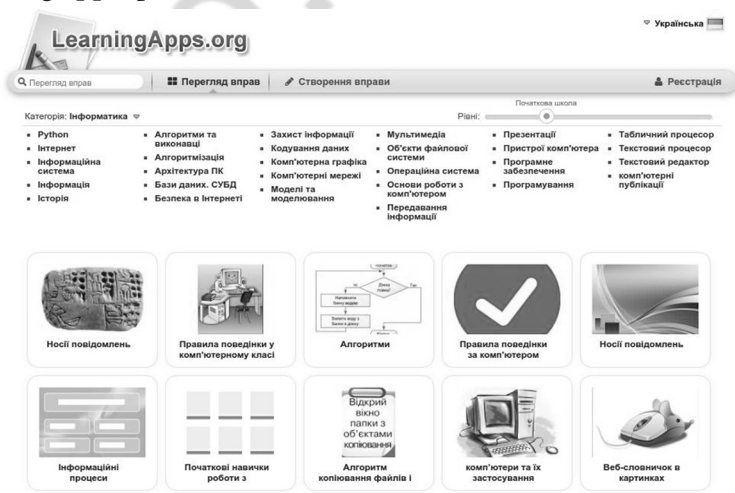 Українська
LearningApps.org
Перегляд вправ
Перегляд вправ
Створення вправи
Реєстрація
Категорія: Інформатика
Рівні:
Початкова школа
Python
Інтернет
Інформаційна
система
Інформація
Історія
Алгоритми та
виконавці
Алгоритмізація
Архітектура ПК
Бази даних. СУБД
Безпека в Інтернеті
Захист інформації
Кодування даних
Комп'ютерна графіка
Комп'ютерні мережі
Моделі та
моделювання
Мультимедіа
Об'єкти файлової
системи
Операційна система
Основи роботи з
комп'ютером
Передавання
інформації
Презентації
Пристрої комп'ютера
Програмне
забезпечення
Програмування
Табличний процесор
Текстовий процесор
Текстовий редактор
комп'ютерні
публікації
Носії повідомлень
Правила поведінки у
комп'ютерному класі
Алгоритми
Правила поведінки
за комп'ютером
Носії повідомлень
Інформаційні
процеси
Початкові навички
роботи з
Відкрий
вікно
папки з
об'єктами
копіювання
Алгоритм
копіювання файлів і
комп'ютери та їх
застосування
Веб-словничок в
картинках